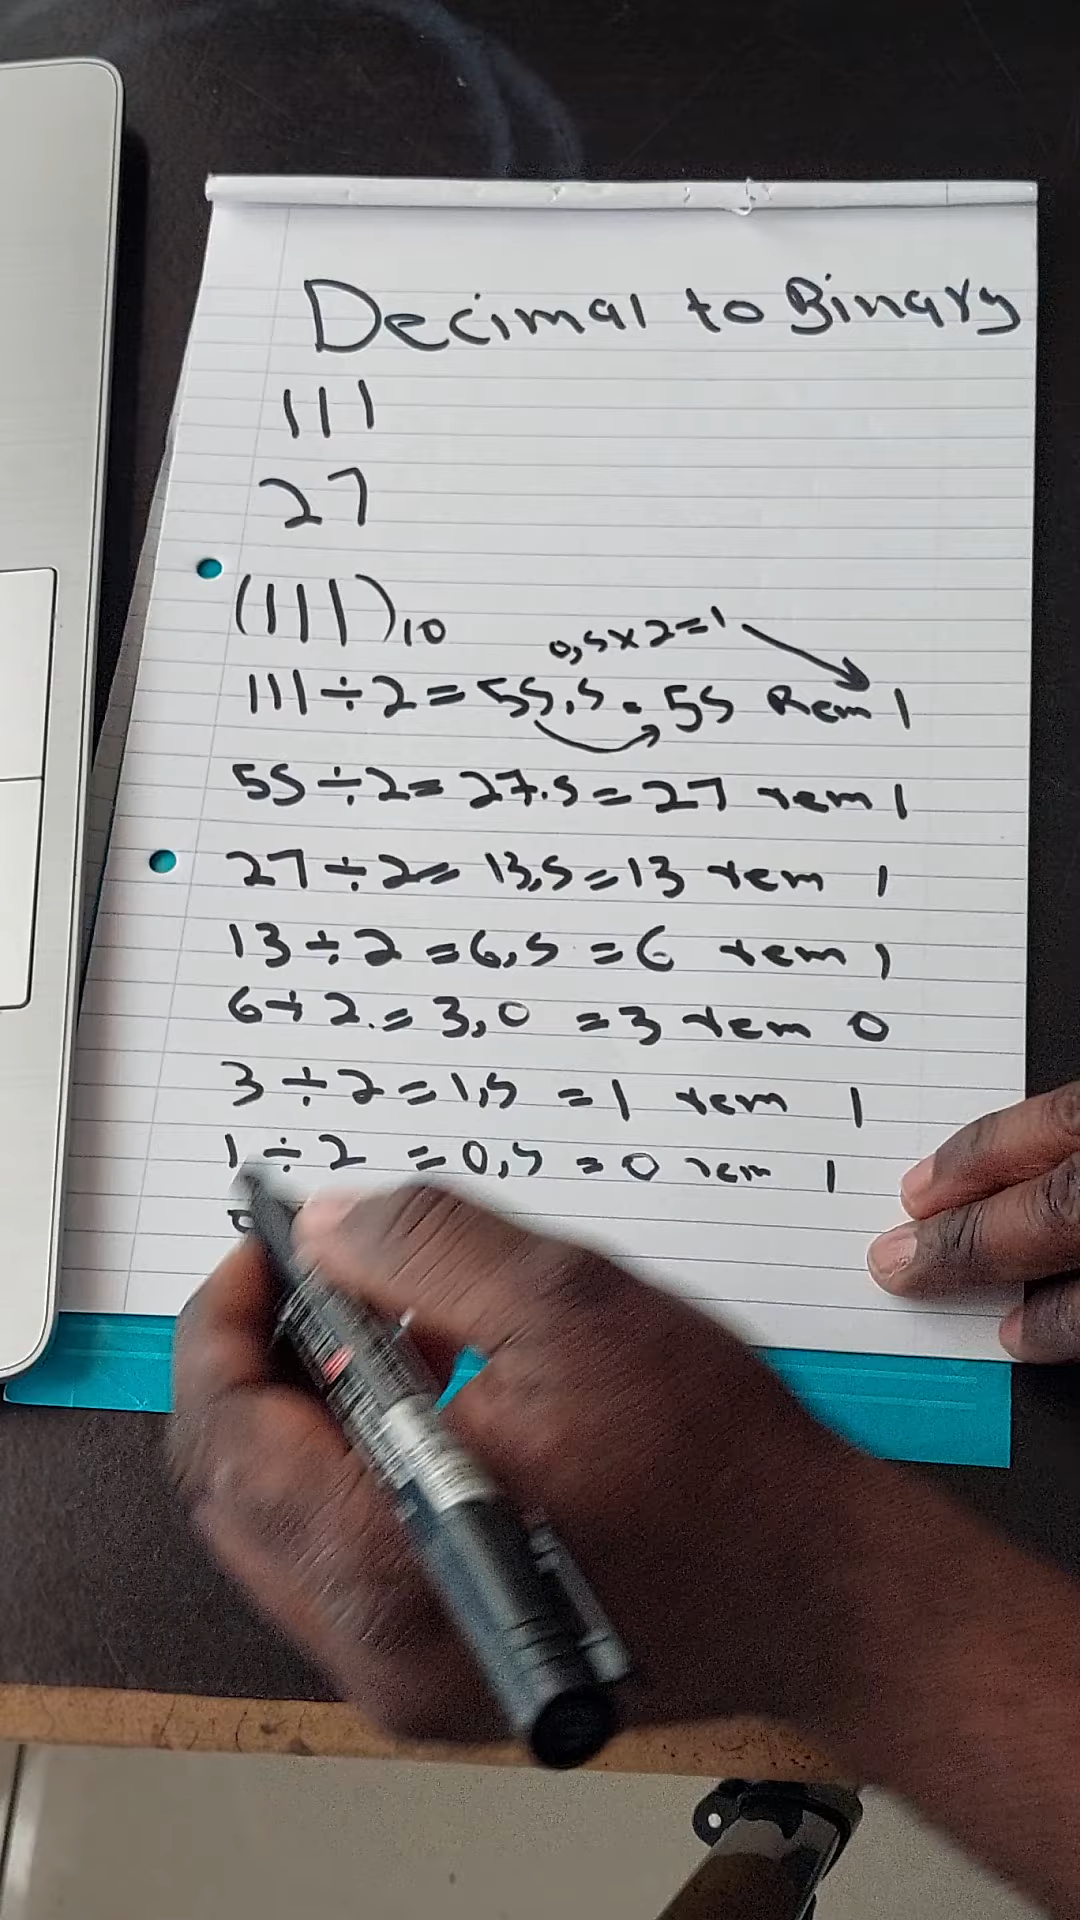 Decimal to Binary
111
27
(111)10
0,5×2=1
111÷2=55,5=55 Rem 1
55÷2=27.5=27 rem 1
27÷2=13,5=13 rem 1
13÷2=6,5=6 rem 1
6÷2.=3,0=3 rem 0
3÷2=1,5=1 rem 1
1÷2=0,5=0 rem 1